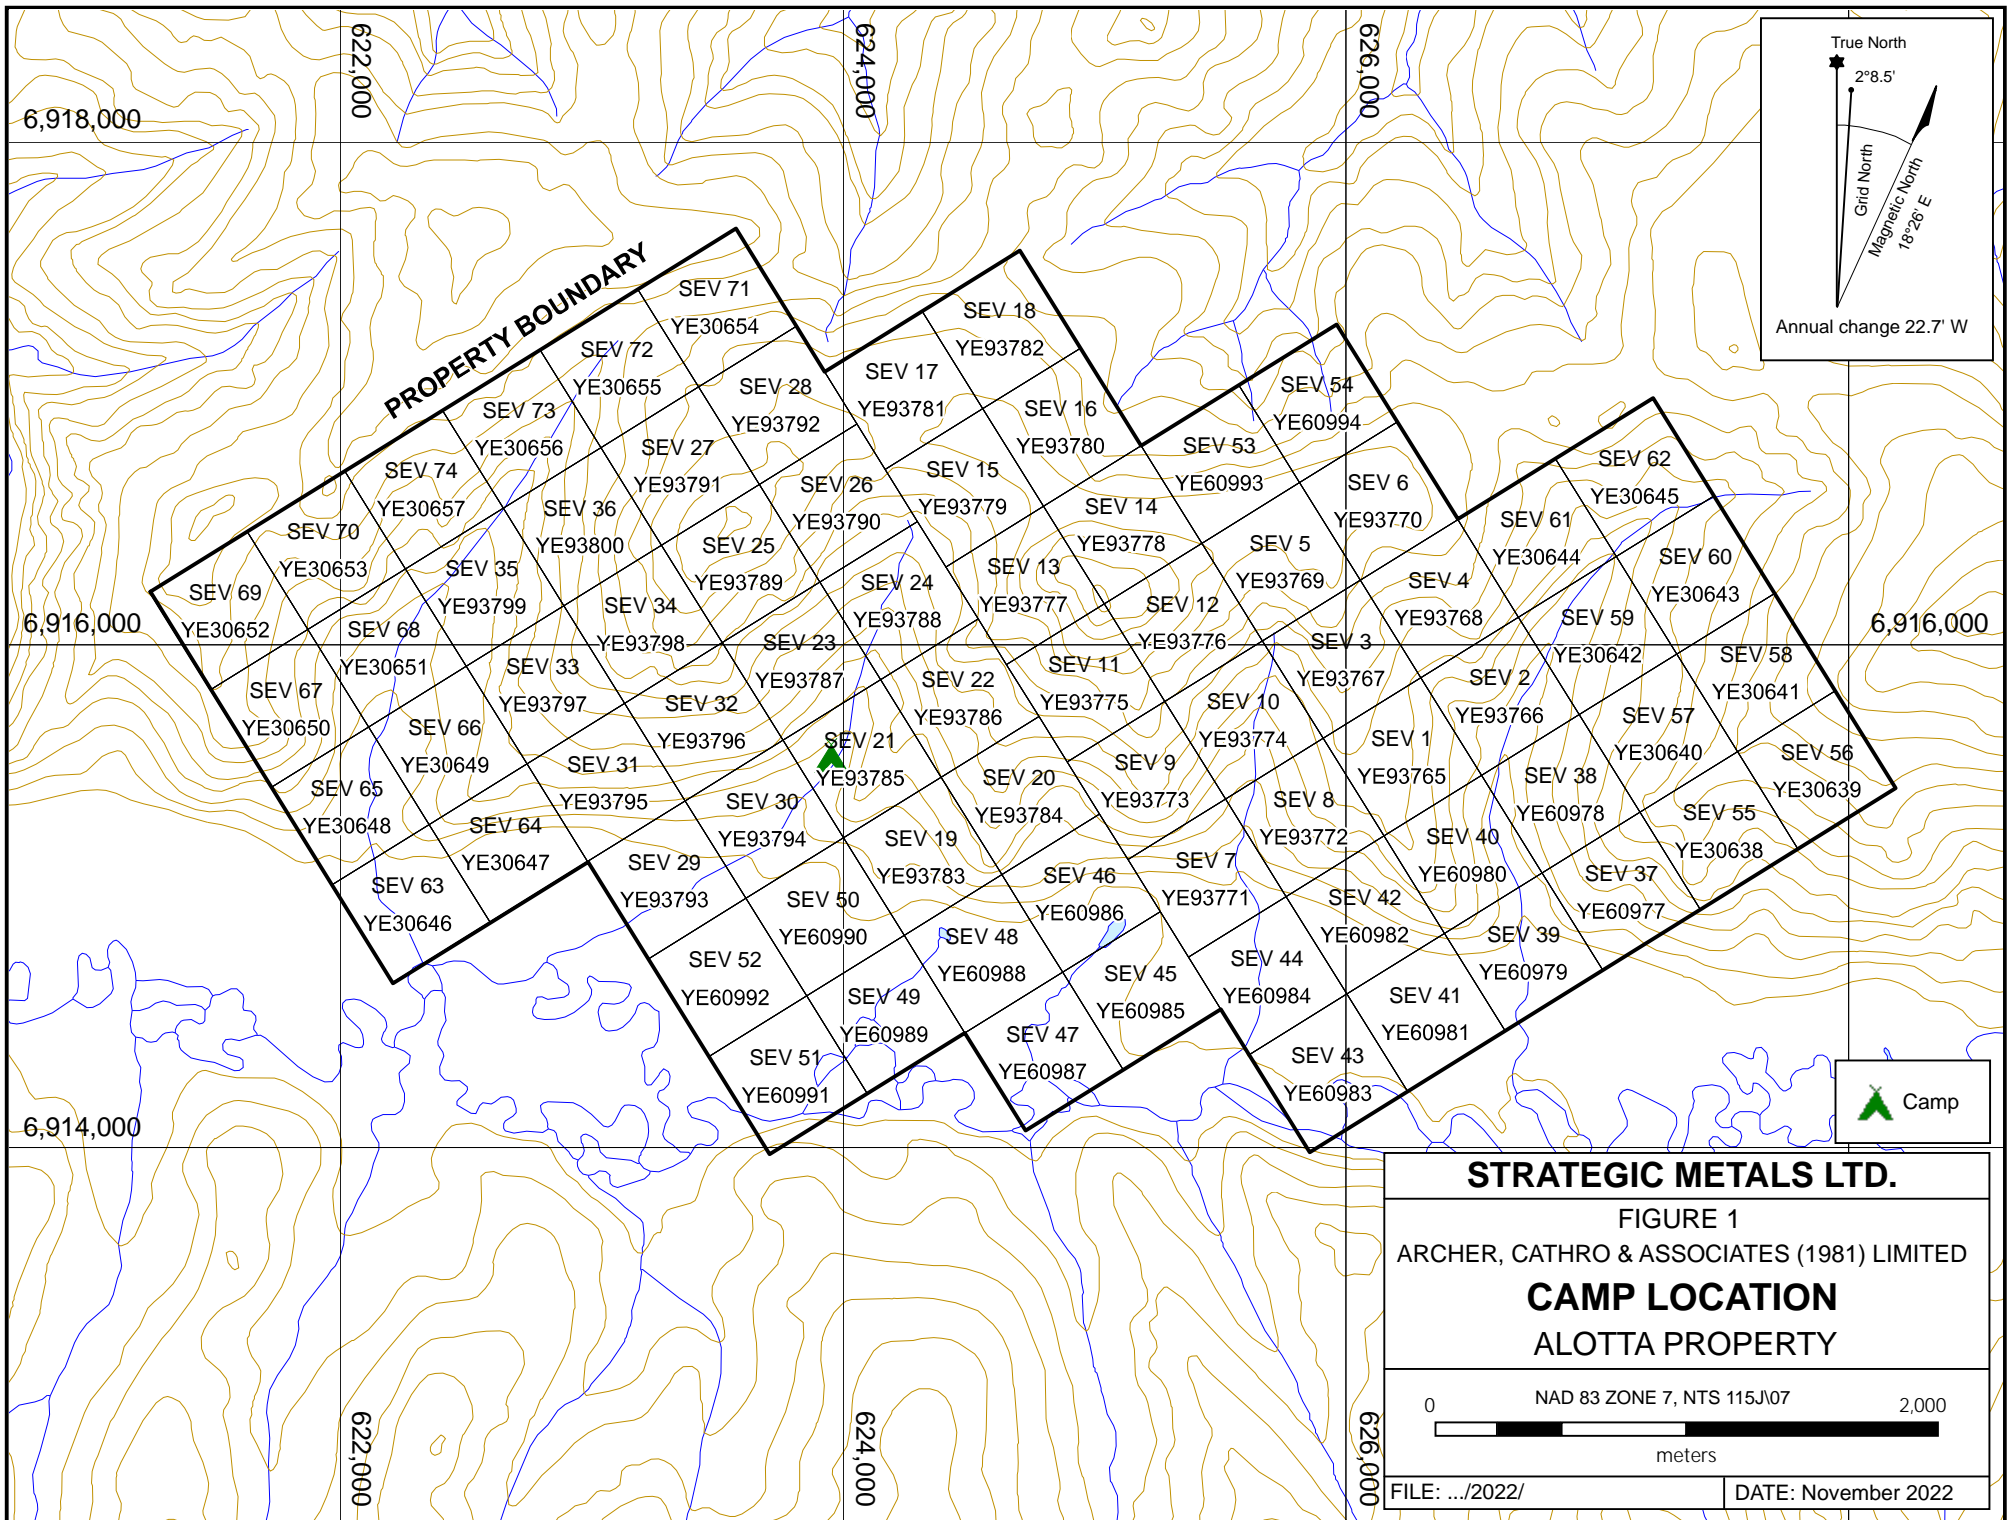 622,000
624,000
626,000
True North
2°8.5'
Grid North
Magnetic North
18°26' E
Annual change 22.7' W
6,918,000
PROPERTY BOUNDARY
SEV 71
YE30654
SEV 18
YE93782
SEV 72
YE30655
SEV 17
YE93781
SEV 28
YE93792
SEV 54
YE60994
SEV 73
YE30656
SEV 16
YE93780
SEV 27
YE93791
SEV 53
YE60993
SEV 62
YE30645
SEV 74
YE30657
SEV 15
YE93779
SEV 26
YE93790
SEV 6
YE93770
SEV 36
YE93800
SEV 14
YE93778
SEV 61
YE30644
SEV 70
YE30653
SEV 25
YE93789
SEV 5
YE93769
SEV 60
YE30643
SEV 35
YE93799
SEV 13
YE93777
SEV 24
YE93788
SEV 4
YE93768
SEV 69
YE30652
SEV 34
YE93798
SEV 12
YE93776
SEV 59
YE30642
6,916,000
6,916,000
SEV 68
YE30651
SEV 23
YE93787
SEV 3
YE93767
SEV 58
YE30641
SEV 33
YE93797
SEV 11
YE93775
SEV 22
YE93786
SEV 2
YE93766
SEV 67
YE30650
SEV 32
YE93796
SEV 10
YE93774
SEV 57
YE30640
SEV 66
YE30649
SEV 21
YE93785
SEV 1
YE93765
SEV 56
YE30639
SEV 31
YE93795
SEV 9
YE93773
SEV 20
YE93784
SEV 38
YE60978
SEV 65
YE30648
SEV 30
YE93794
SEV 8
YE93772
SEV 55
YE30638
SEV 64
YE30647
SEV 19
YE93783
SEV 40
YE60980
SEV 29
YE93793
SEV 7
YE93771
SEV 46
YE60986
SEV 37
YE60977
SEV 63
YE30646
SEV 50
YE60990
SEV 42
YE60982
SEV 48
YE60988
SEV 39
YE60979
SEV 52
YE60992
SEV 44
YE60984
SEV 45
YE60985
SEV 49
YE60989
SEV 41
YE60981
SEV 47
YE60987
SEV 51
YE60991
SEV 43
YE60983
6,914,000
Camp
STRATEGIC METALS LTD.
FIGURE 1
ARCHER, CATHRO & ASSOCIATES (1981) LIMITED
CAMP LOCATION
ALOTTA PROPERTY
NAD 83 ZONE 7, NTS 115J\07
0
2,000
meters
FILE: .../2022/
DATE: November 2022
622,000
624,000
626,000